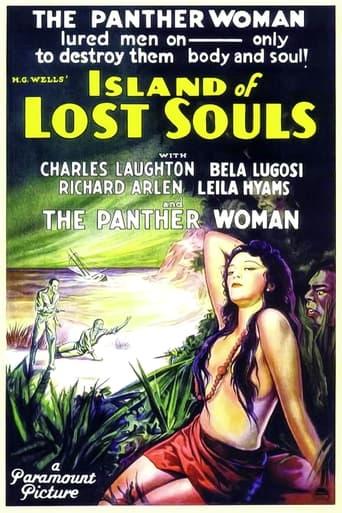 THE PANTHER WOMAN
lured men on — only
to destroy them body and soul!
H.G. WELLS'
ISLAND of
LOST SOULS
WITH
CHARLES LAUGHTON BELA LUGOSI
RICHARD ARLEN LEILA HYAMS
and
THE PANTHER WOMAN
a
Paramount
Picture